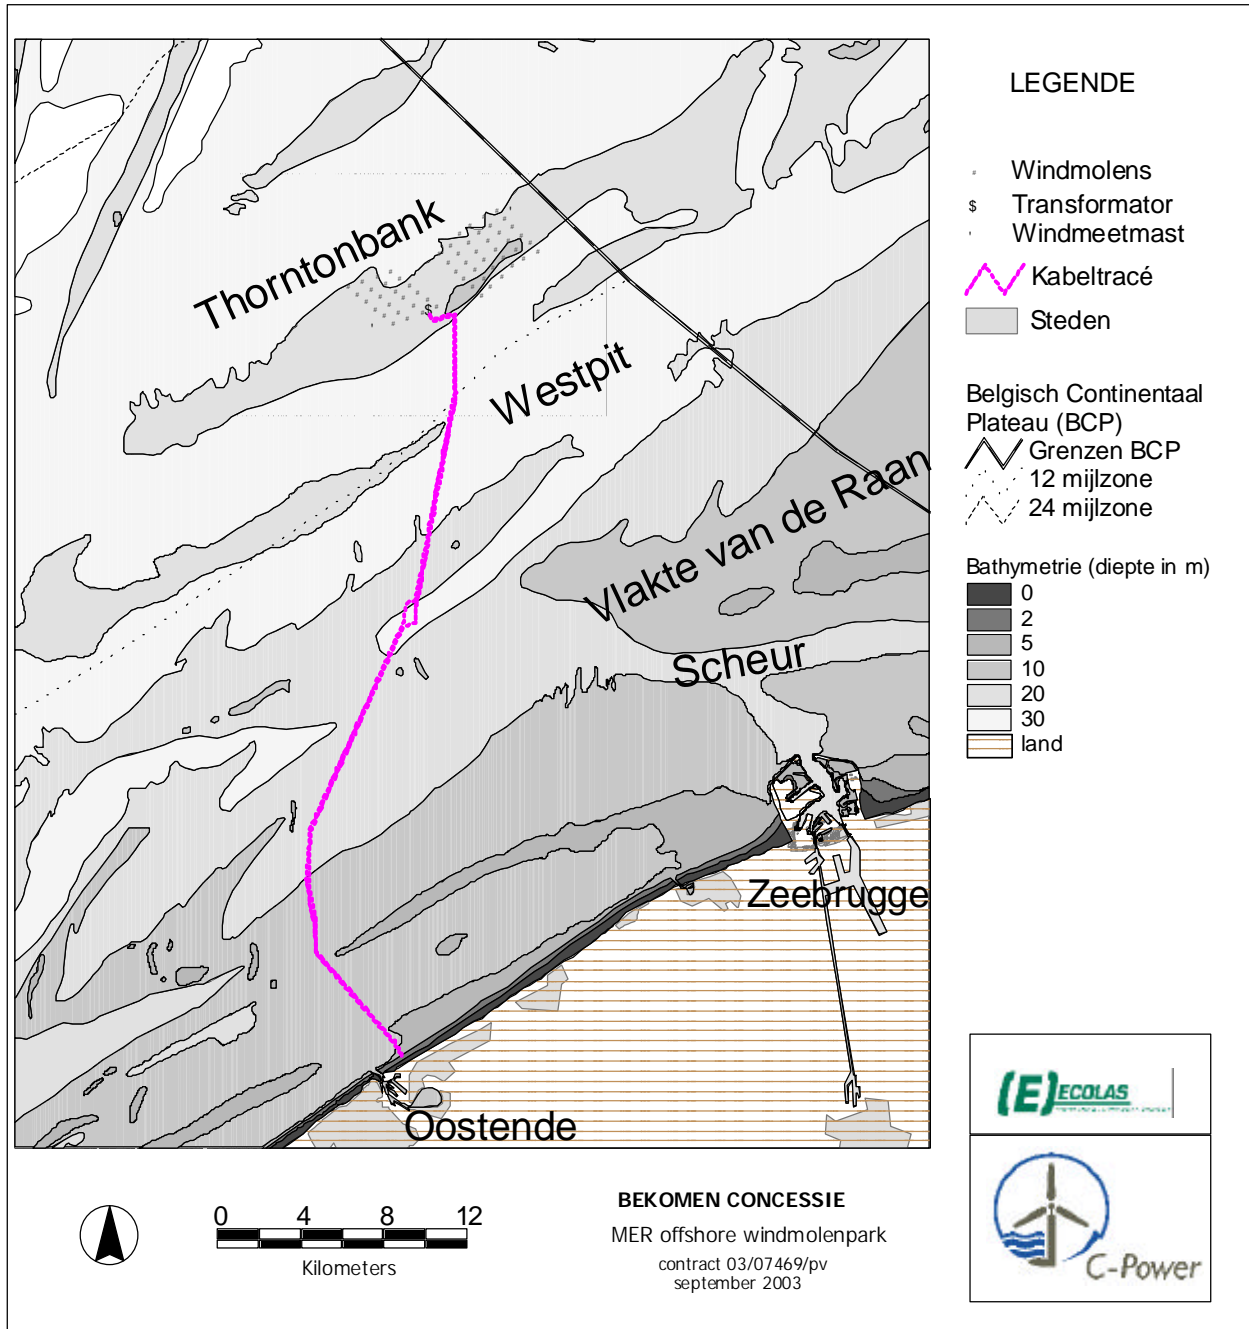 Thorntonbank
Westpit
Vlakte van de Raan
Scheur
Zeebrugge
Oostende
$
LEGENDE
Windmolens
$ Transformator
Windmeetmast
Kabeltracé
Steden
Belgisch Continentaal
Plateau (BCP)
Grenzen BCP
12 mijlzone
24 mijlzone
Bathymetrie (diepte in m)
0
2
5
10
20
30
land
0 4 8 12
Kilometers
BEKOMEN CONCESSIE
MER offshore windmolenpark
contract 03/07469/pv
september 2003
(E) ECOLAS
C-Power